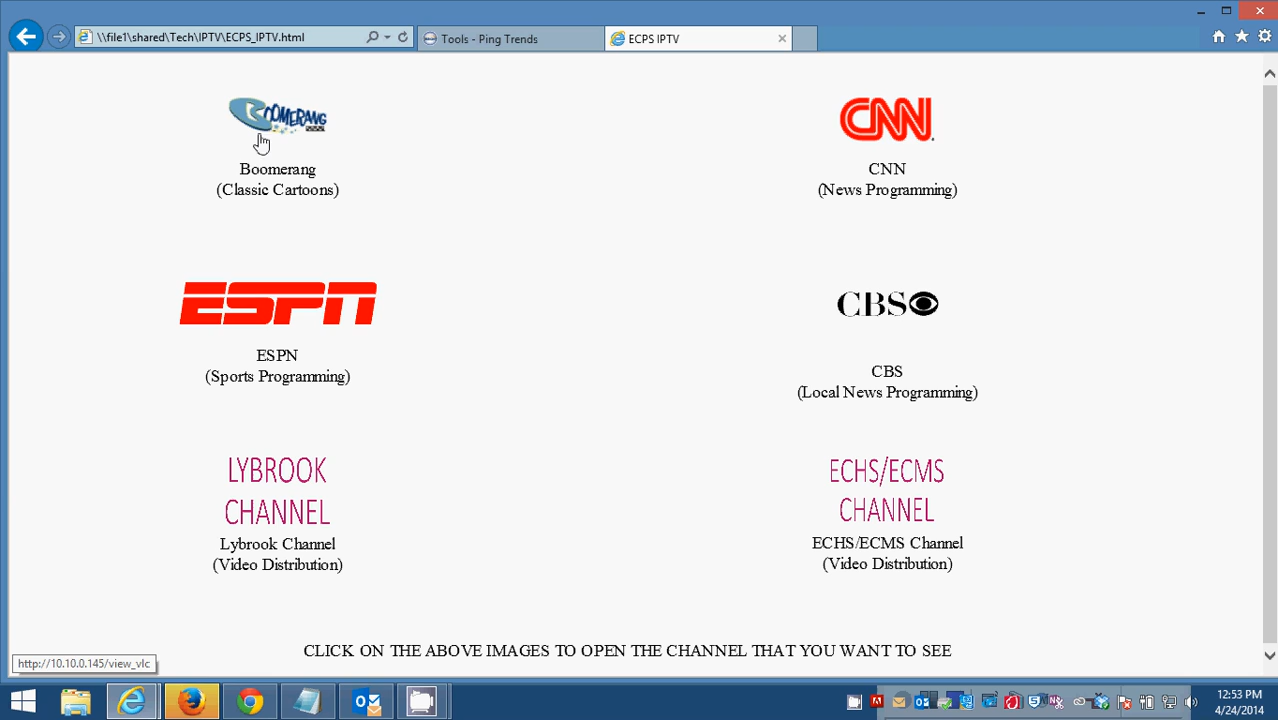 \\file1\shared\Tech\IPTV\ECPS_IPTV.html
Tools - Ping Trends
ECPS IPTV
BOOMERANG
CNN
Boomerang
(Classic Cartoons)
CNN
(News Programming)
ESPN
CBS
ESPN
(Sports Programming)
CBS
(Local News Programming)
LYBROOK
CHANNEL
ECHS/ECMS
CHANNEL
Lybrook Channel
(Video Distribution)
ECHS/ECMS Channel
(Video Distribution)
CLICK ON THE ABOVE IMAGES TO OPEN THE CHANNEL THAT YOU WANT TO SEE
http://10.10.0.145/view_vlc
12:53 PM
4/24/2014